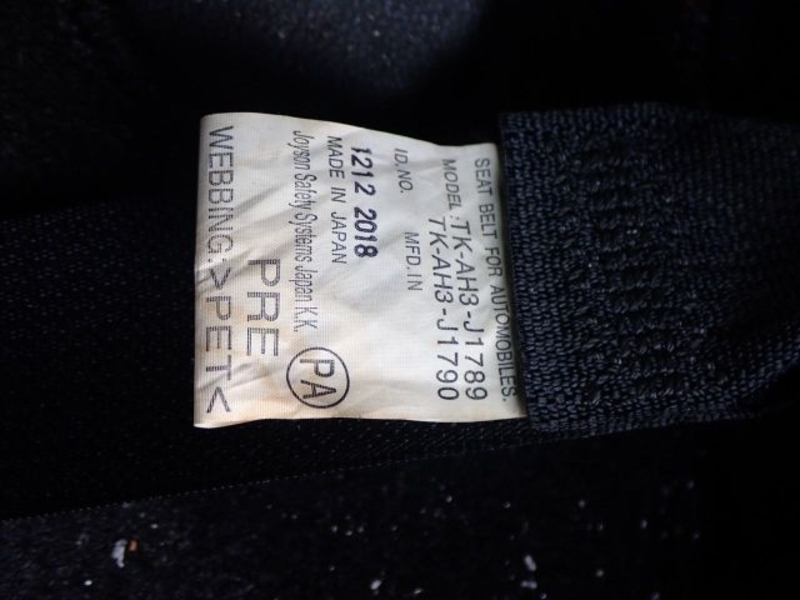 SEAT BELT FOR AUTOMOBILES.
MODEL : TK-AH3-J1789
TK-AH3-J1790
ID.NO. MFD.IN
1212 2018
MADE IN JAPAN
PA
Joyson Safety Systems Japan K.K.
PRE
WEBBING:>PET<